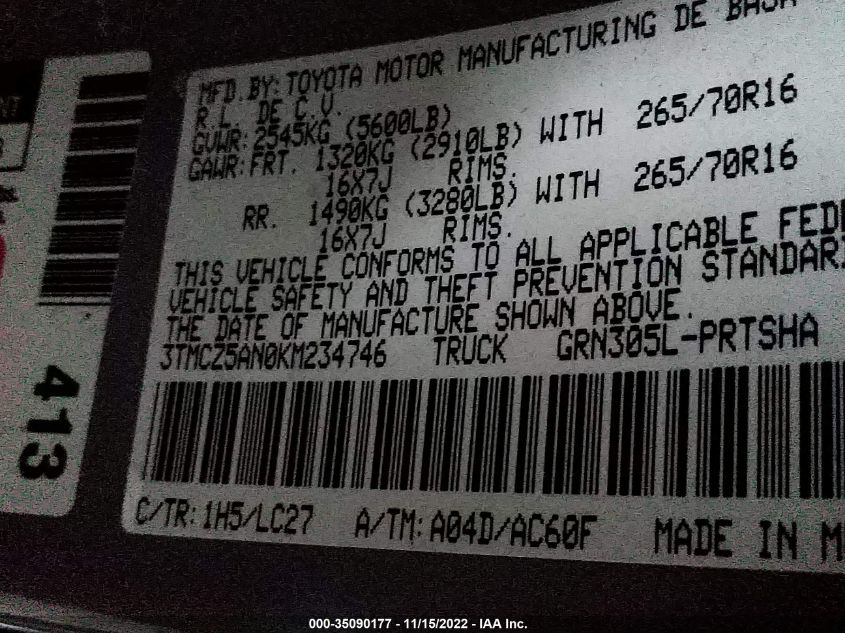 MFD. BY: TOYOTA MOTOR MANUFACTURING DE BAJA
R.L. DE C.V.
GVWR: 2545KG (5600LB)
GAWR: FRT. 1320KG (2910LB) WITH 265/70R16
16X7J RIMS.
RR. 1490KG (3280LB) WITH 265/70R16
16X7J RIMS.
THIS VEHICLE CONFORMS TO ALL APPLICABLE FEDE
VEHICLE SAFETY AND THEFT PREVENTION STANDAR
THE DATE OF MANUFACTURE SHOWN ABOVE.
3TMCZ5AN0KM234746 TRUCK GRN305L-PRTSHA
C/TR: 1H5/LC27 A/TM: A04D/AC60F MADE IN M
413
000-35090177 - 11/15/2022 - IAA Inc.